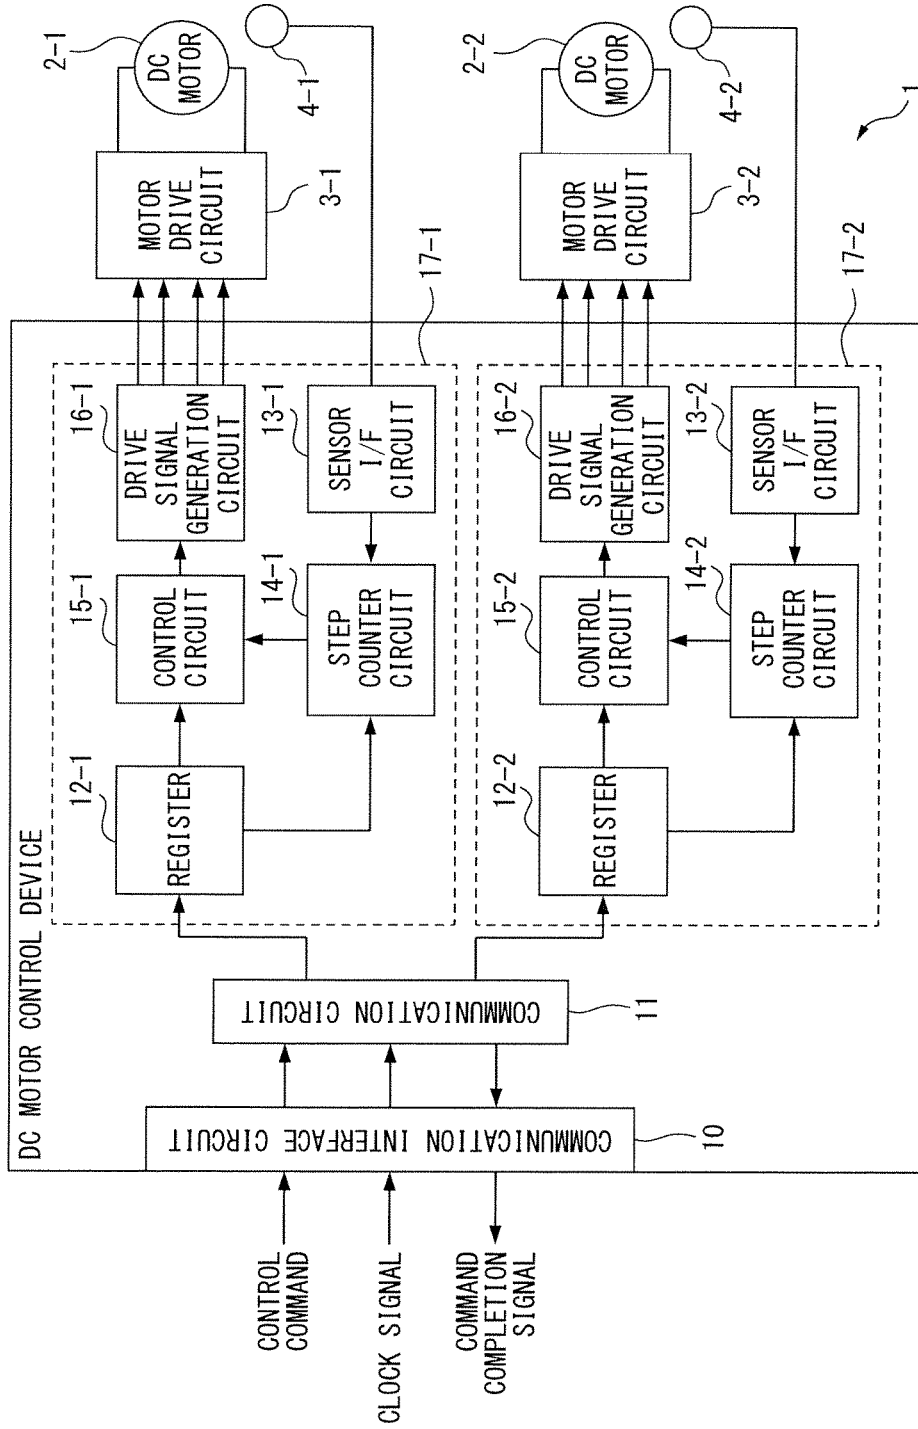 DC MOTOR CONTROL DEVICE
CONTROL
COMMAND
CLOCK SIGNAL
COMMAND
COMPLETION
SIGNAL
COMMUNICATION INTERFACE CIRCUIT
10
COMMUNICATION CIRCUIT
11
12-1
REGISTER
15-1
CONTROL
CIRCUIT
16-1
DRIVE
SIGNAL
GENERATION
CIRCUIT
14-1
STEP
COUNTER
CIRCUIT
13-1
SENSOR
I/F
CIRCUIT
17-1
MOTOR
DRIVE
CIRCUIT
3-1
2-1
DC
MOTOR
4-1
12-2
REGISTER
15-2
CONTROL
CIRCUIT
16-2
DRIVE
SIGNAL
GENERATION
CIRCUIT
14-2
STEP
COUNTER
CIRCUIT
13-2
SENSOR
I/F
CIRCUIT
17-2
MOTOR
DRIVE
CIRCUIT
3-2
2-2
DC
MOTOR
4-2
1